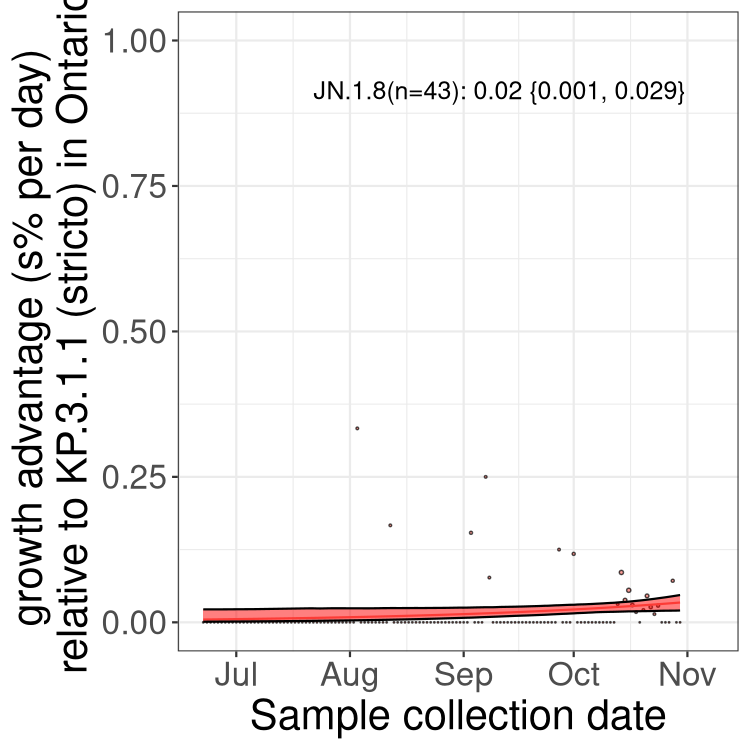 growth advantage (s% per day)
relative to KP.3.1.1 (stricto) in Ontario
1.00
0.75
0.50
0.25
0.00
JN.1.8(n=43): 0.02 {0.001, 0.029}
Jul Aug Sep Oct Nov
Sample collection date